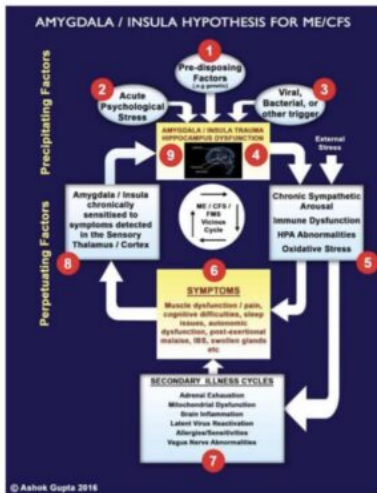 AMYGDALA / INSULA HYPOTHESIS FOR ME/CFS
Precipitating Factors
1
Pre-disposing
Factors
(e.g genetic)
2
Acute
Psychological
Stress
3
Viral,
Bacterial, or
other trigger
AMYGDALA / INSULA TRAUMA
HIPPOCAMPUS DYSFUNCTION
9
4
External
Stress
Perpetuating Factors
Amygdala / Insula
chronically
sensitised to
symptoms detected
in the Sensory
Thalamus / Cortex
8
ME / CFS /
FMS
Vicious
Cycle
Chronic Sympathetic
Arousal
Immune Dysfunction
HPA Abnormalities
Oxidative Stress
5
6
SYMPTOMS
Muscle dysfunction / pain,
cognitive difficulties, sleep
issues, autonomic
dysfunction, post-exertional
malaise, IBS, swollen glands
etc
SECONDARY ILLNESS CYCLES
Adrenal Exhaustion
Mitochondrial Dysfunction
Brain Inflammation
Latent Virus Reactivation
Allergies/Sensitivities
Vagus Nerve Abnormalities
7
© Ashok Gupta 2016